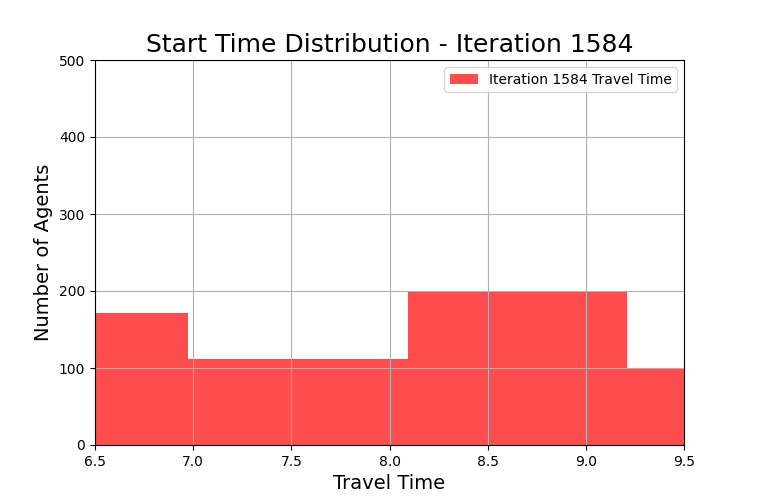 Start Time Distribution - Iteration 1584
Iteration 1584 Travel Time
Number of Agents
500
400
300
200
100
0
6.5 7.0 7.5 8.0 8.5 9.0 9.5
Travel Time